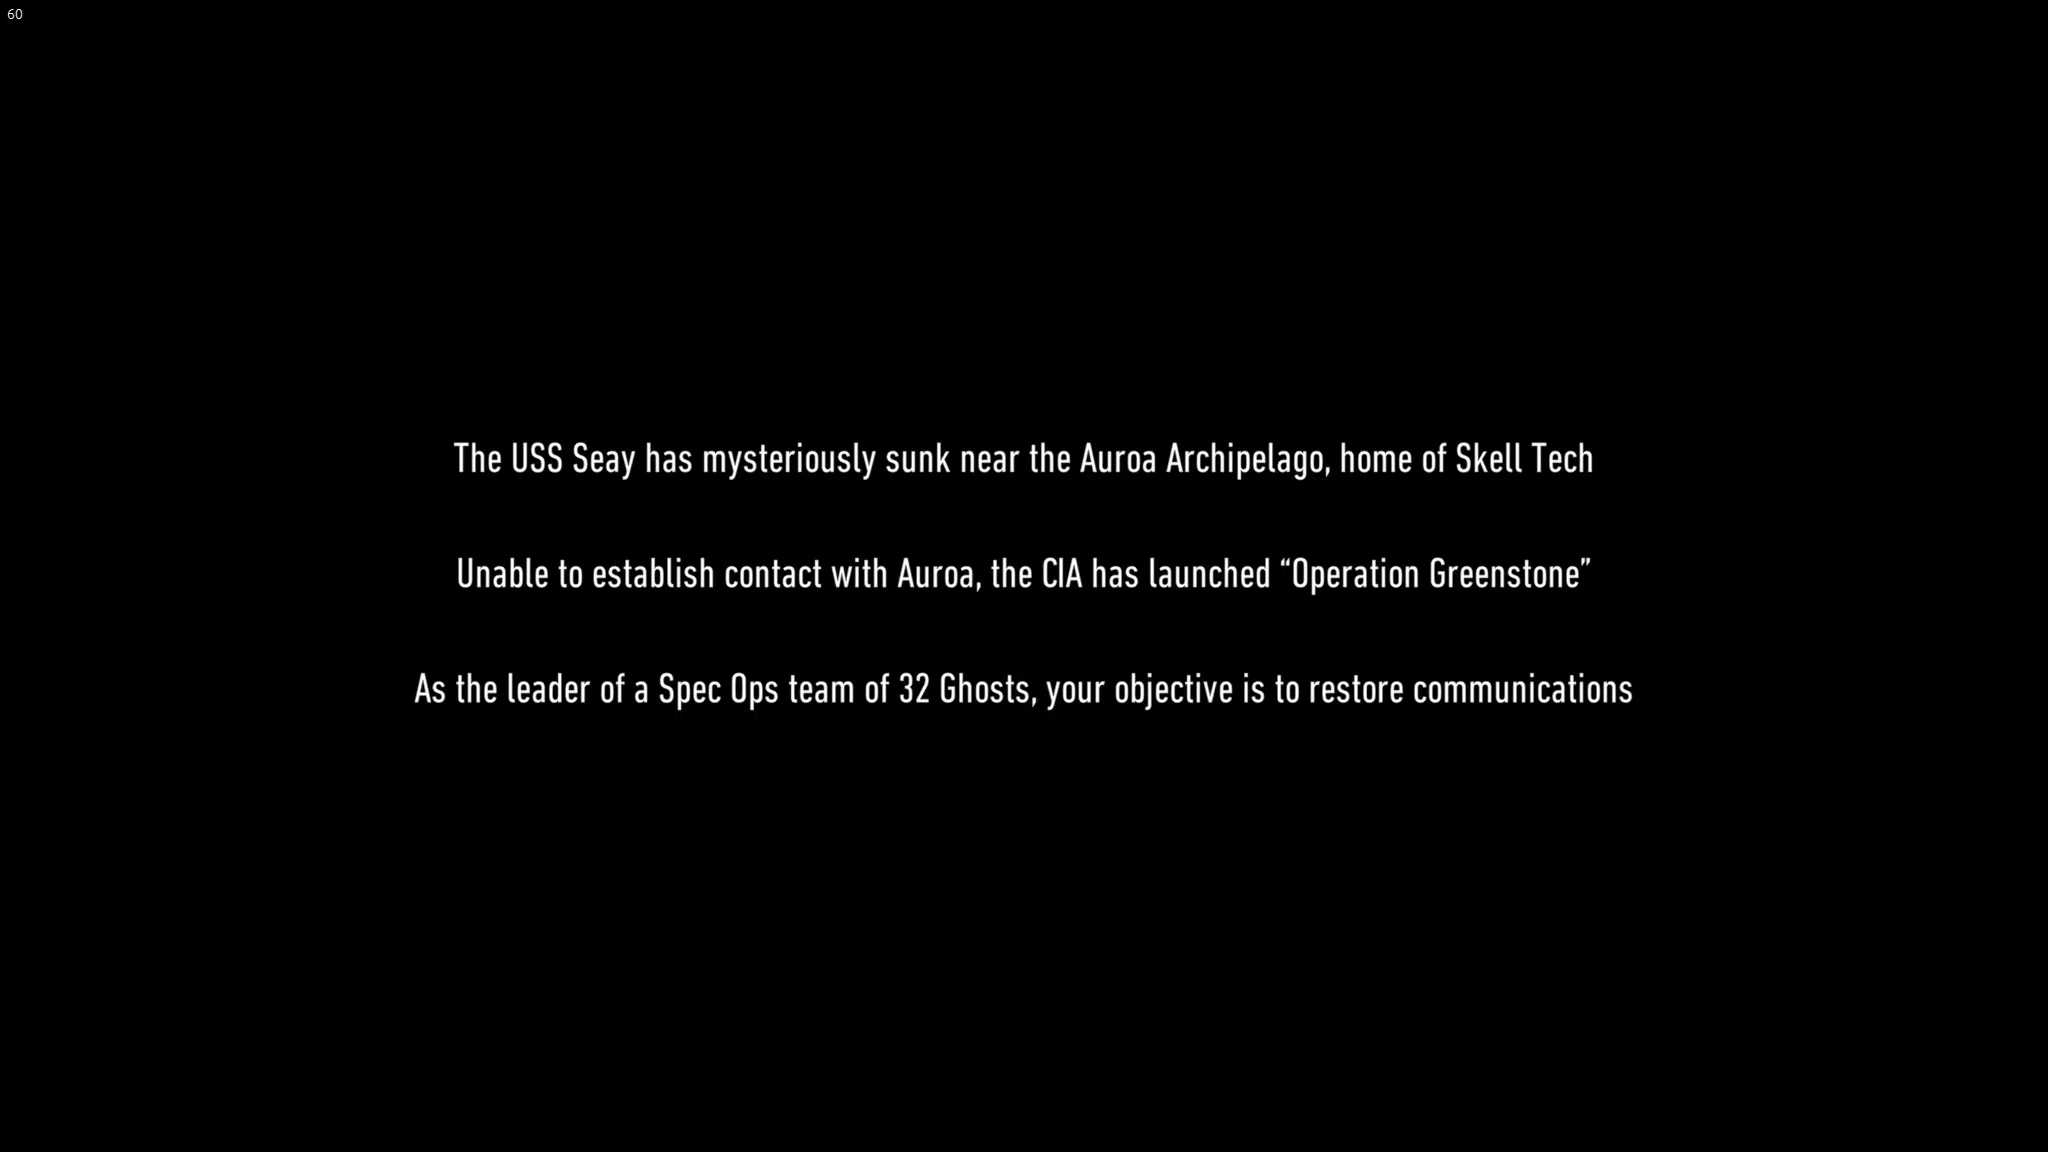 60
The USS Seay has mysteriously sunk near the Auroa Archipelago, home of Skell Tech
Unable to establish contact with Auroa, the CIA has launched “Operation Greenstone”
As the leader of a Spec Ops team of 32 Ghosts, your objective is to restore communications